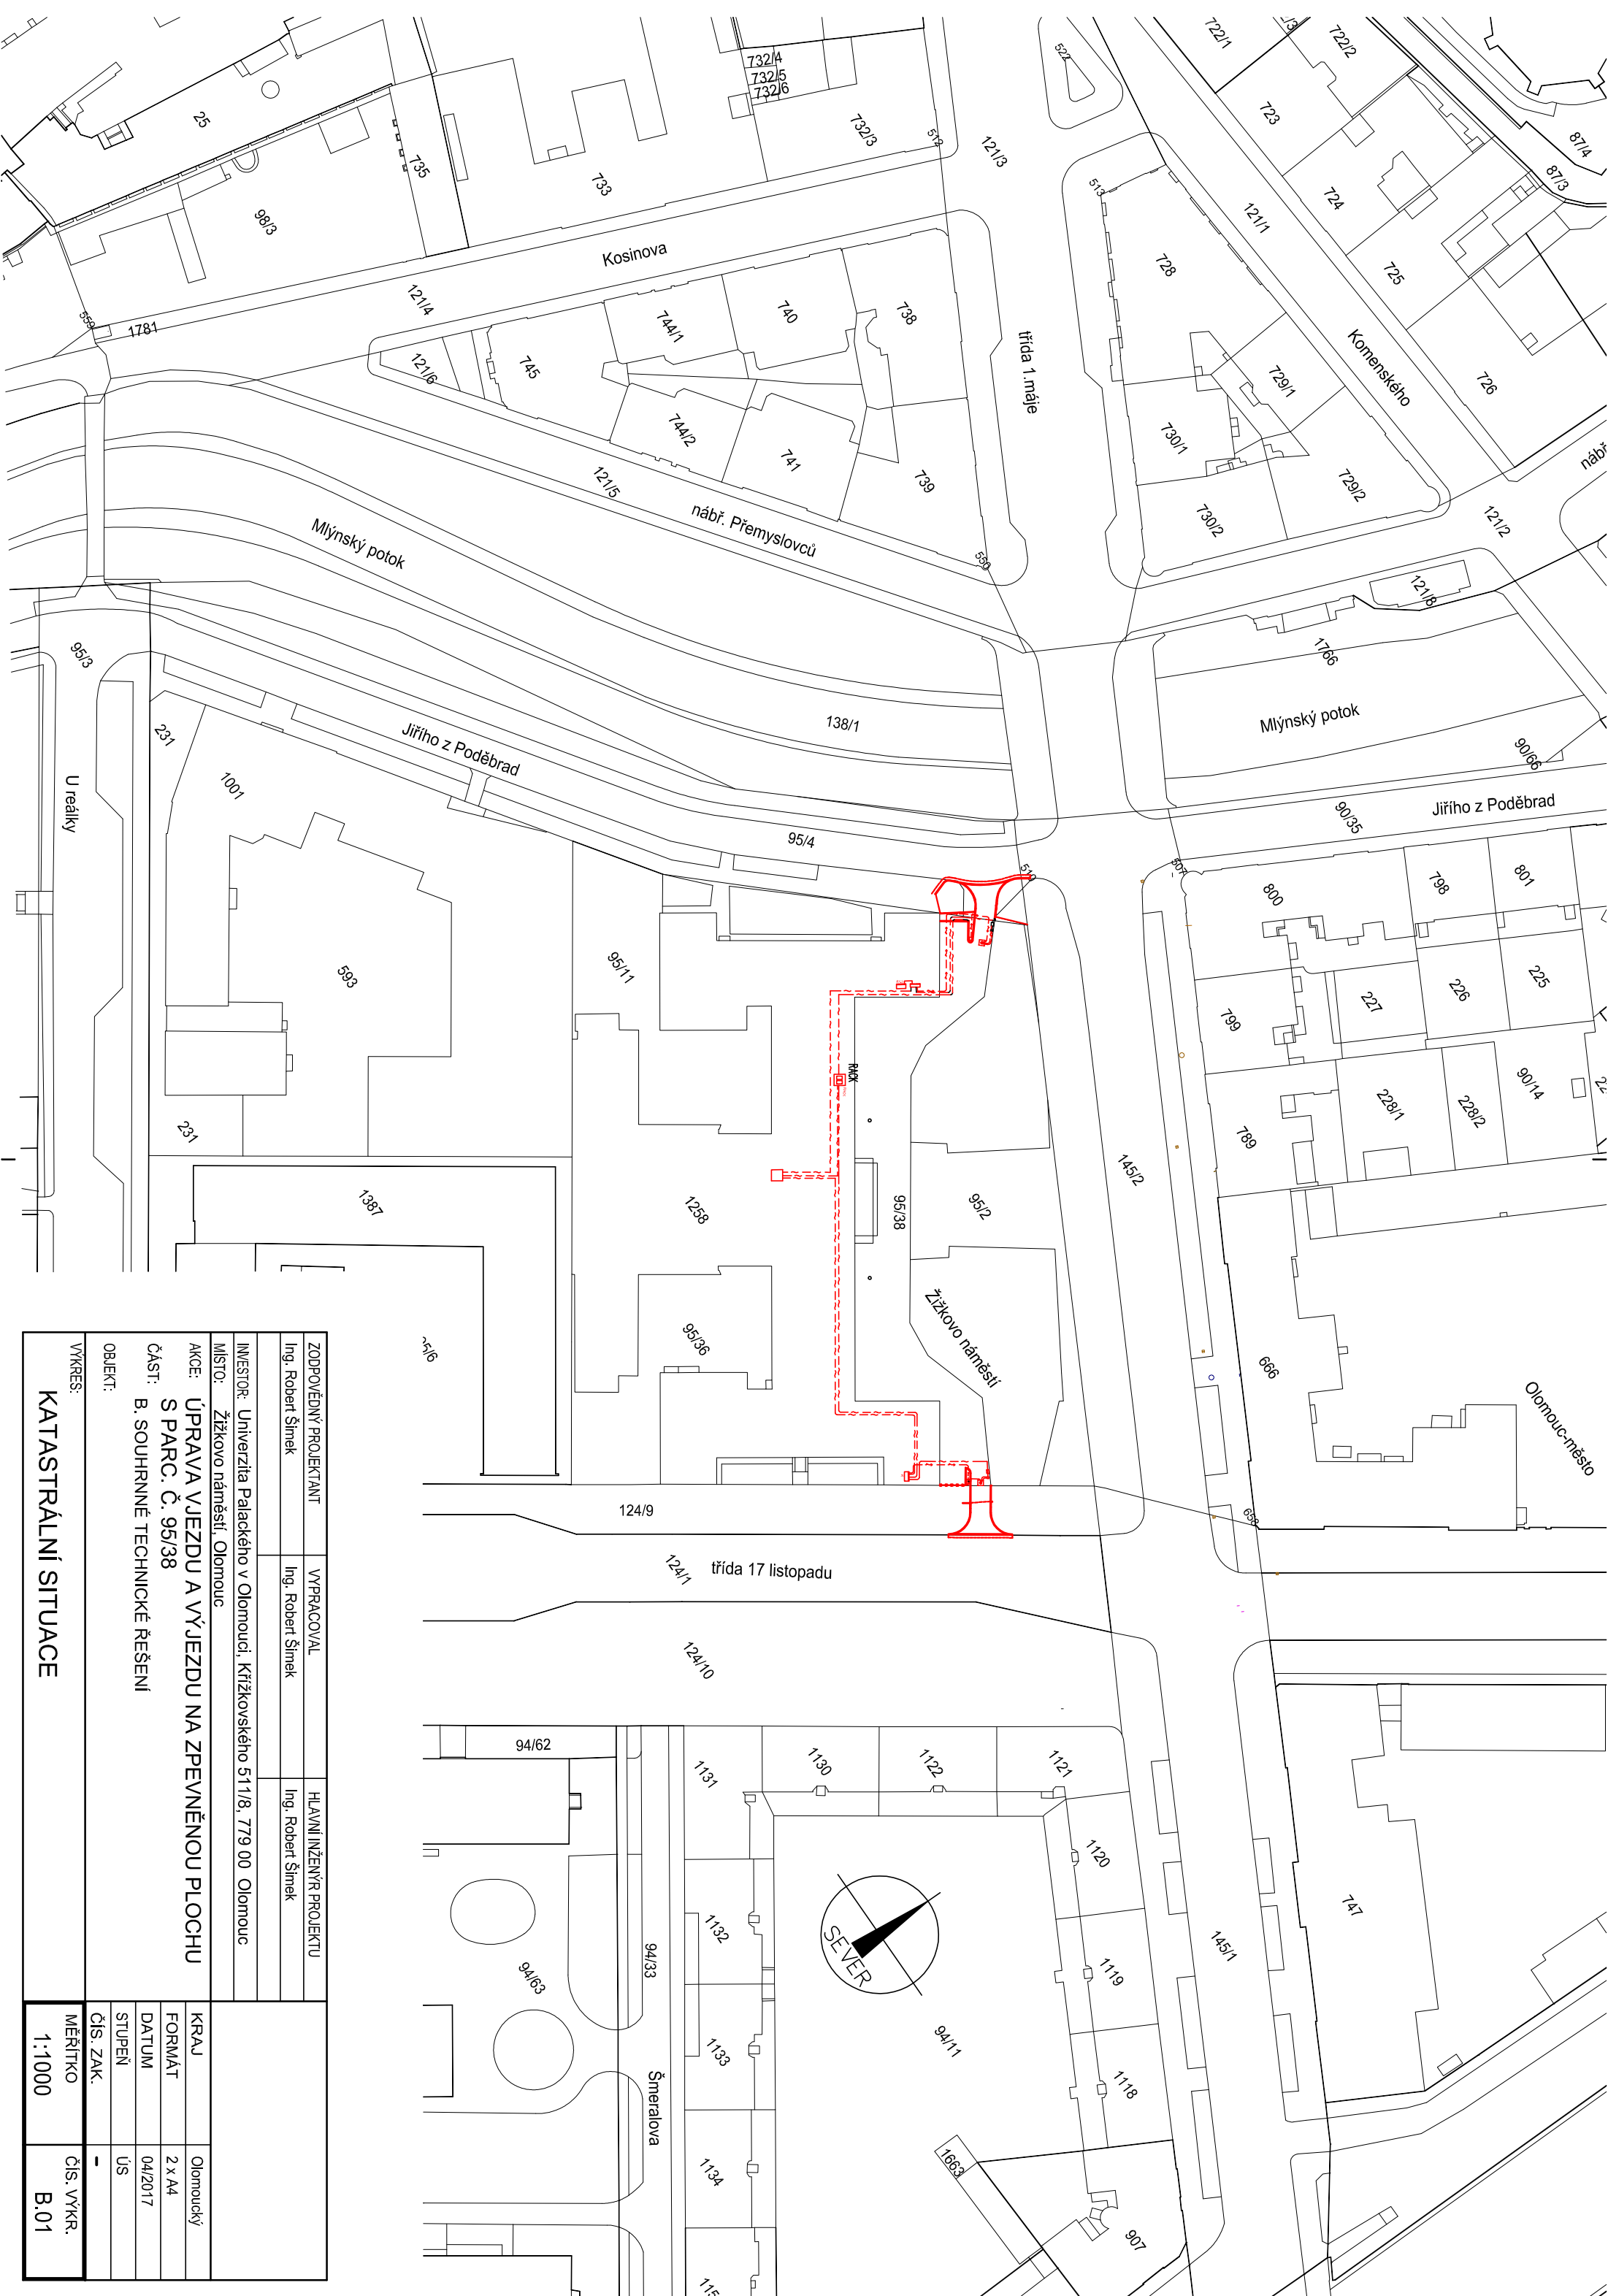 732/4
732/5
732/6
722/1
722/2
522
723
25
735
733
732/3
512
121/3
87/4
87/3
98/3
513
121/1
724
728
725
Kosinova
559
1781
121/4
744/1
740
738
třída 1.máje
Komenského
121/6
745
729/1
726
744/2
741
739
730/1
729/2
730/2
121/2
121/5
nábř. Přemyslovců
550
Mlýnský potok
121/8
1766
95/3
231
138/1
Mlýnský potok
90/66
Jiřího z Poděbrad
1001
U reálky
95/4
Jiřího z Poděbrad
90/35
510
507
800
798
801
593
95/11
799
227
226
225
RACK
789
228/1
228/2
90/14
231
145/2
1387
1258
95/38
95/2
Žižkovo náměstí
95/36
666
Olomouc-město
124/9
658
124/1
třída 17 listopadu
124/10
94/62
1131
1130
1122
1121
1120
747
94/63
94/33
1132
SEVER
1119
145/1
1133
94/11
1118
Šmeralova
1134
1663
907
ZODPOVĚDNÝ PROJEKTANT
VYPRACOVAL
HLAVNÍ INŽENÝR PROJEKTU
Ing. Robert Šimek
Ing. Robert Šimek
Ing. Robert Šimek
INVESTOR: Univerzita Palackého v Olomouci, Křížkovského 511/8, 779 00 Olomouc
MÍSTO: Žižkovo náměstí, Olomouc
AKCE: ÚPRAVA VJEZDU A VÝJEZDU NA ZPEVNĚNOU PLOCHU
S PARC. Č. 95/38
ČÁST: B. SOUHRNNÉ TECHNICKÉ ŘEŠENÍ
OBJEKT:
VÝKRES:
KATASTRÁLNÍ SITUACE
KRAJ Olomoucký
FORMÁT 2 x A4
DATUM 04/2017
STUPEŇ ÚS
ČÍS. ZAK. -
MĚŘÍTKO ČÍS. VÝKR.
1:1000 B.01